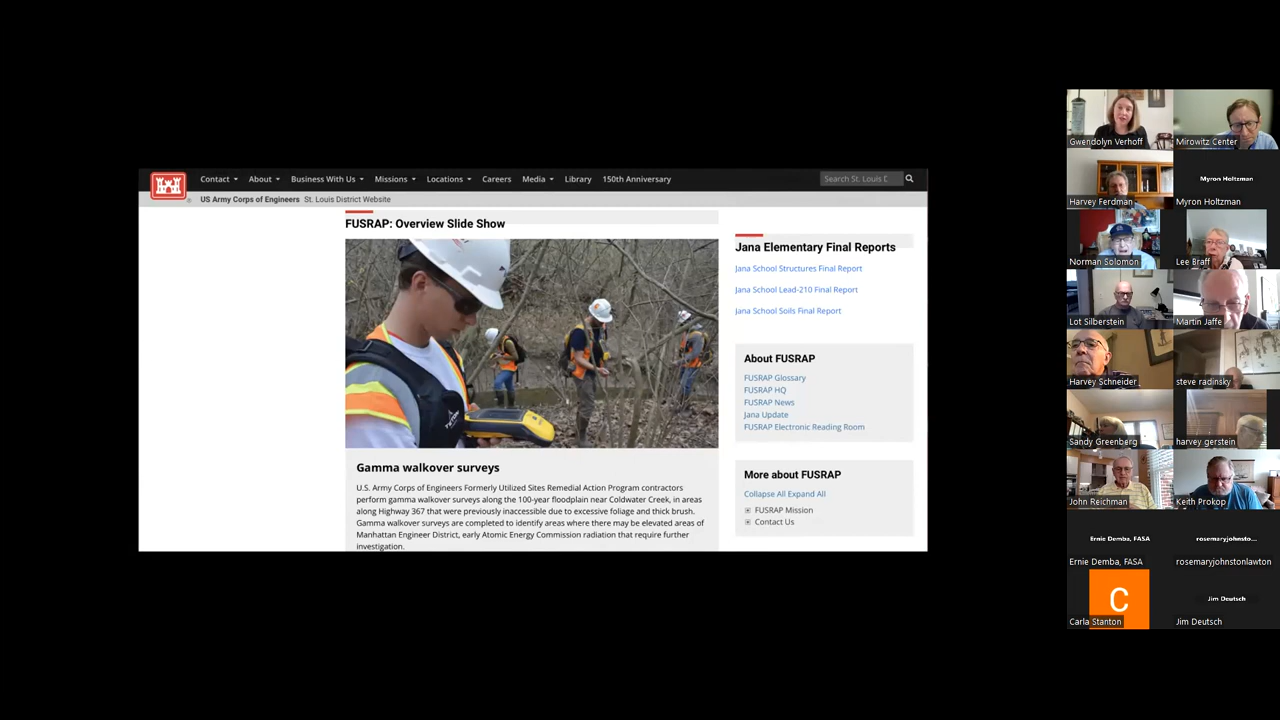 Contact About Business With Us Missions Locations Careers Media Library 150th Anniversary Search St. Louis D
US Army Corps of Engineers St. Louis District Website
FUSRAP: Overview Slide Show
Gamma walkover surveys
U.S. Army Corps of Engineers Formerly Utilized Sites Remedial Action Program contractors
perform gamma walkover surveys along the 100-year floodplain near Coldwater Creek, in areas
along Highway 367 that were previously inaccessible due to excessive foliage and thick brush.
Gamma walkover surveys are completed to identify areas where there may be elevated areas of
Manhattan Engineer District, early Atomic Energy Commission radiation that require further
investigation.
Jana Elementary Final Reports
Jana School Structures Final Report
Jana School Lead-210 Final Report
Jana School Soils Final Report
About FUSRAP
FUSRAP Glossary
FUSRAP HQ
FUSRAP News
Jana Update
FUSRAP Electronic Reading Room
More about FUSRAP
Collapse All Expand All
FUSRAP Mission
Contact Us
Gwendolyn Verhoff
Mirowitz Center
Harvey Ferdman
Myron Holtzman
Myron Holtzman
Norman Solomon
Lee Braff
Lot Silberstein
Martin Jaffe
Harvey Schneider
steve radinsky
Sandy Greenberg
harvey gerstein
John Reichman
Keith Prokop
Ernie Demba, FASA
Ernie Demba, FASA
rosemaryjohnsto...
rosemaryjohnstonlawton
C
Carla Stanton
Jim Deutsch
Jim Deutsch